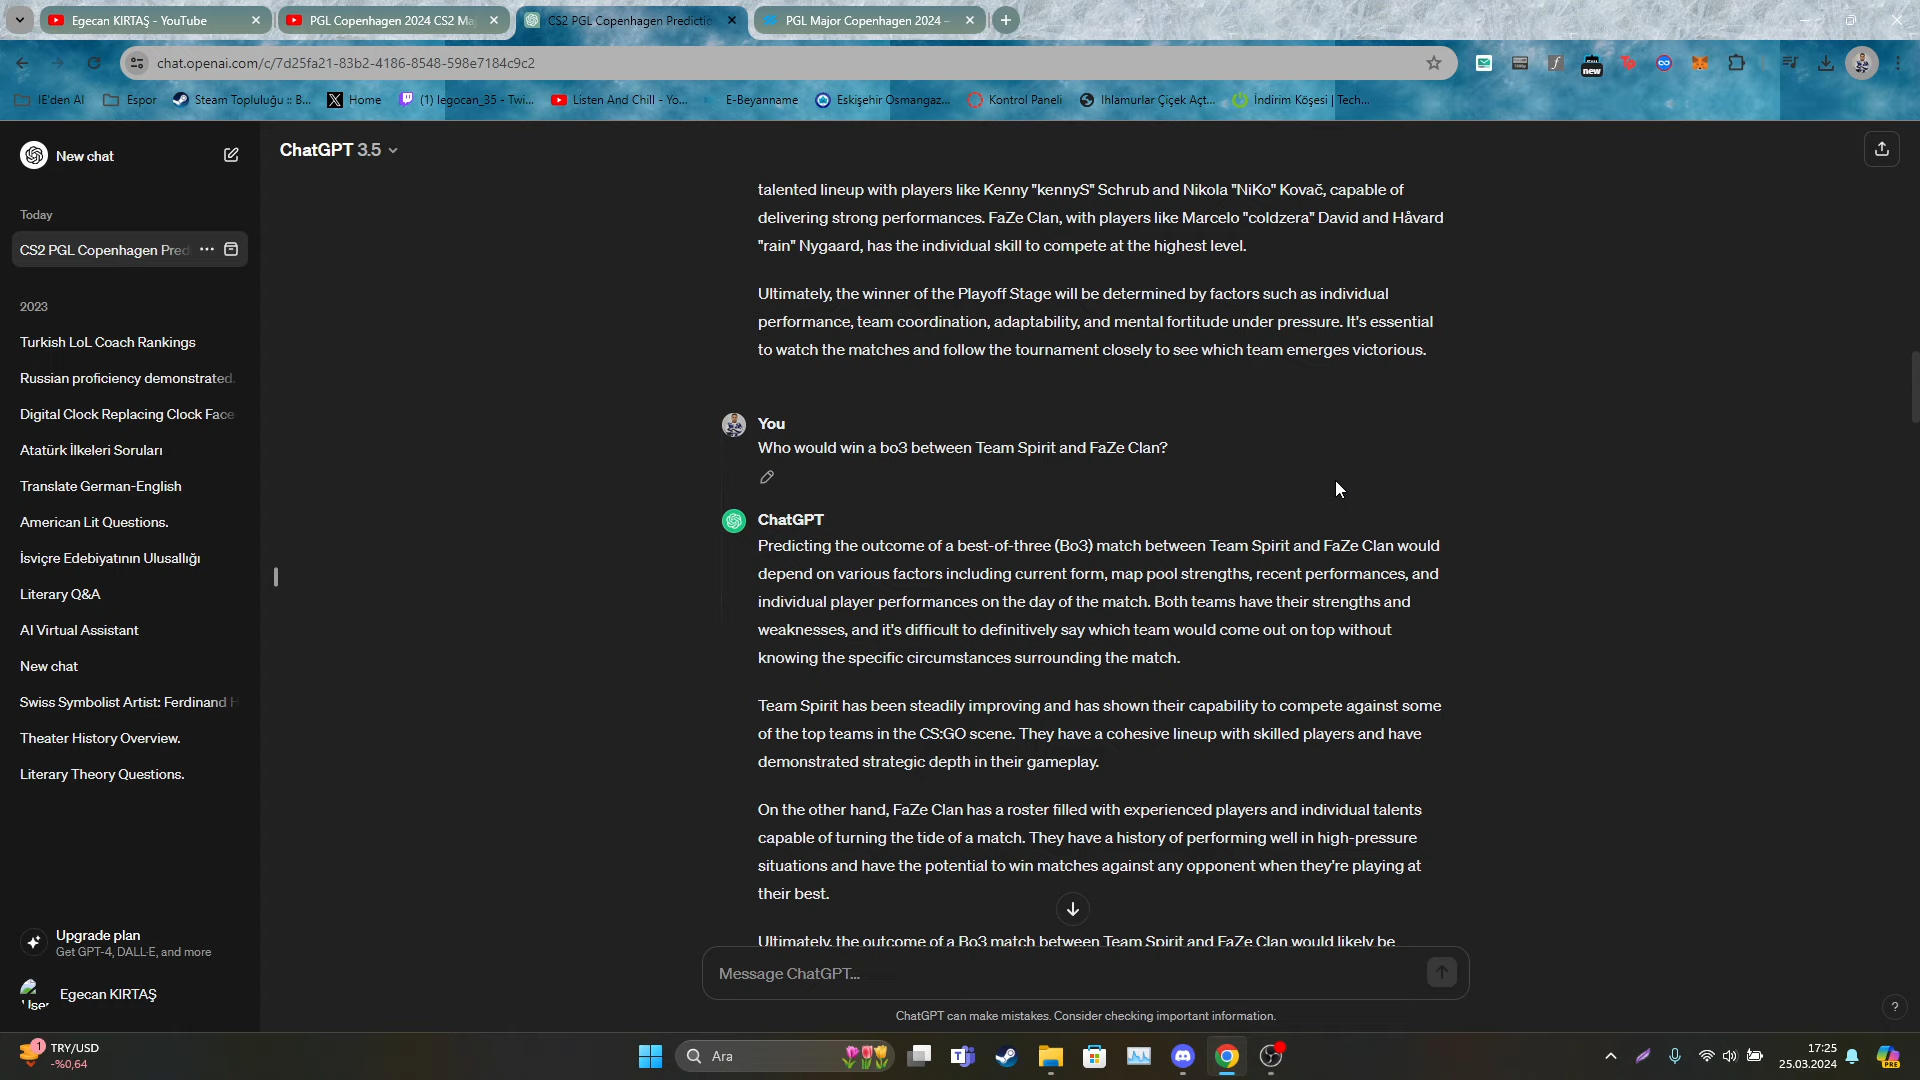 Egecan KIRTAŞ - YouTube
PGL Copenhagen 2024 CS2 Ma
CS2 PGL Copenhagen Predictio
PGL Major Copenhagen 2024 -
chat.openai.com/c/7d25fa21-83b2-4186-8548-598e7184c9c2
new
IE'den Al
Espor
Steam Topluluğu :: B...
Home
(1) legocan_35 - Twi...
Listen And Chill - Yo...
E-Beyanname
Eskişehir Osmangaz...
Kontrol Paneli
Ihlamurlar Çiçek Açt...
İndirim Köşesi | Tech...
New chat
ChatGPT 3.5
Today
CS2 PGL Copenhagen Pred
2023
Turkish LoL Coach Rankings
Russian proficiency demonstrated.
Digital Clock Replacing Clock Face
Atatürk İlkeleri Soruları
Translate German-English
American Lit Questions.
İsviçre Edebiyatının Ulusallığı
Literary Q&A
AI Virtual Assistant
New chat
Swiss Symbolist Artist: Ferdinand H
Theater History Overview.
Literary Theory Questions.
Upgrade plan
Get GPT-4, DALL·E, and more
User
Egecan KIRTAŞ
talented lineup with players like Kenny "kennyS" Schrub and Nikola "NiKo" Kovač, capable of
delivering strong performances. FaZe Clan, with players like Marcelo "coldzera" David and Håvard
"rain" Nygaard, has the individual skill to compete at the highest level.
Ultimately, the winner of the Playoff Stage will be determined by factors such as individual
performance, team coordination, adaptability, and mental fortitude under pressure. It's essential
to watch the matches and follow the tournament closely to see which team emerges victorious.
You
Who would win a bo3 between Team Spirit and FaZe Clan?
ChatGPT
Predicting the outcome of a best-of-three (Bo3) match between Team Spirit and FaZe Clan would
depend on various factors including current form, map pool strengths, recent performances, and
individual player performances on the day of the match. Both teams have their strengths and
weaknesses, and it's difficult to definitively say which team would come out on top without
knowing the specific circumstances surrounding the match.
Team Spirit has been steadily improving and has shown their capability to compete against some
of the top teams in the CS:GO scene. They have a cohesive lineup with skilled players and have
demonstrated strategic depth in their gameplay.
On the other hand, FaZe Clan has a roster filled with experienced players and individual talents
capable of turning the tide of a match. They have a history of performing well in high-pressure
situations and have the potential to win matches against any opponent when they're playing at
their best.
Ultimately, the outcome of a Bo3 match between Team Spirit and FaZe Clan would likely be
Message ChatGPT...
ChatGPT can make mistakes. Consider checking important information.
?
1
TRY/USD
-%0,64
Ara
17:25
25.03.2024
PRE